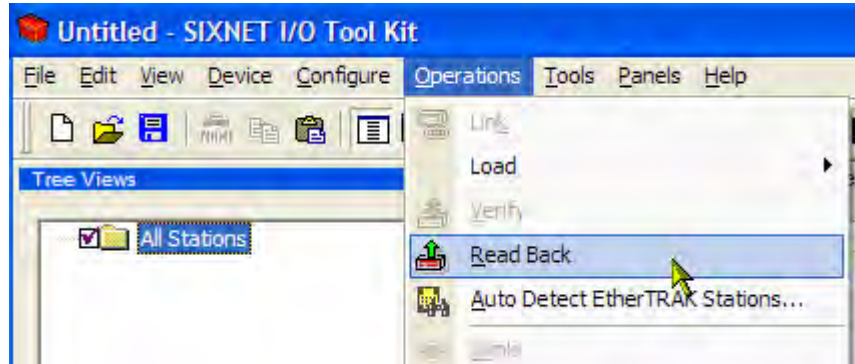 Untitled - SIXNET I/O Tool Kit
File Edit View Device Configure Operations Tools Panels Help
Link
Load
Tree Views
Verify
All Stations
Read Back
Auto Detect EtherTRAK Stations...